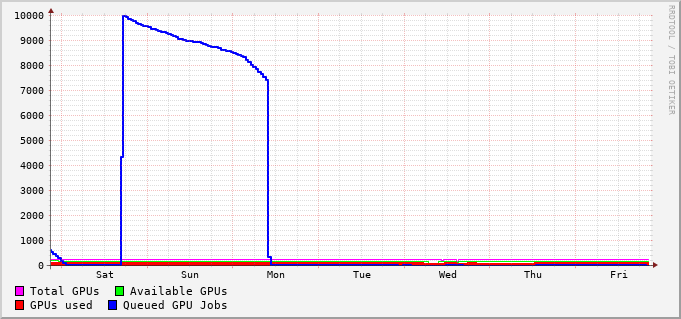 10000
9000
8000
7000
6000
5000
4000
3000
2000
1000
0
Sat Sun Mon Tue Wed Thu Fri
Total GPUs Available GPUs
GPUs used Queued GPU Jobs
RRDTOOL / TOBI OETIKER